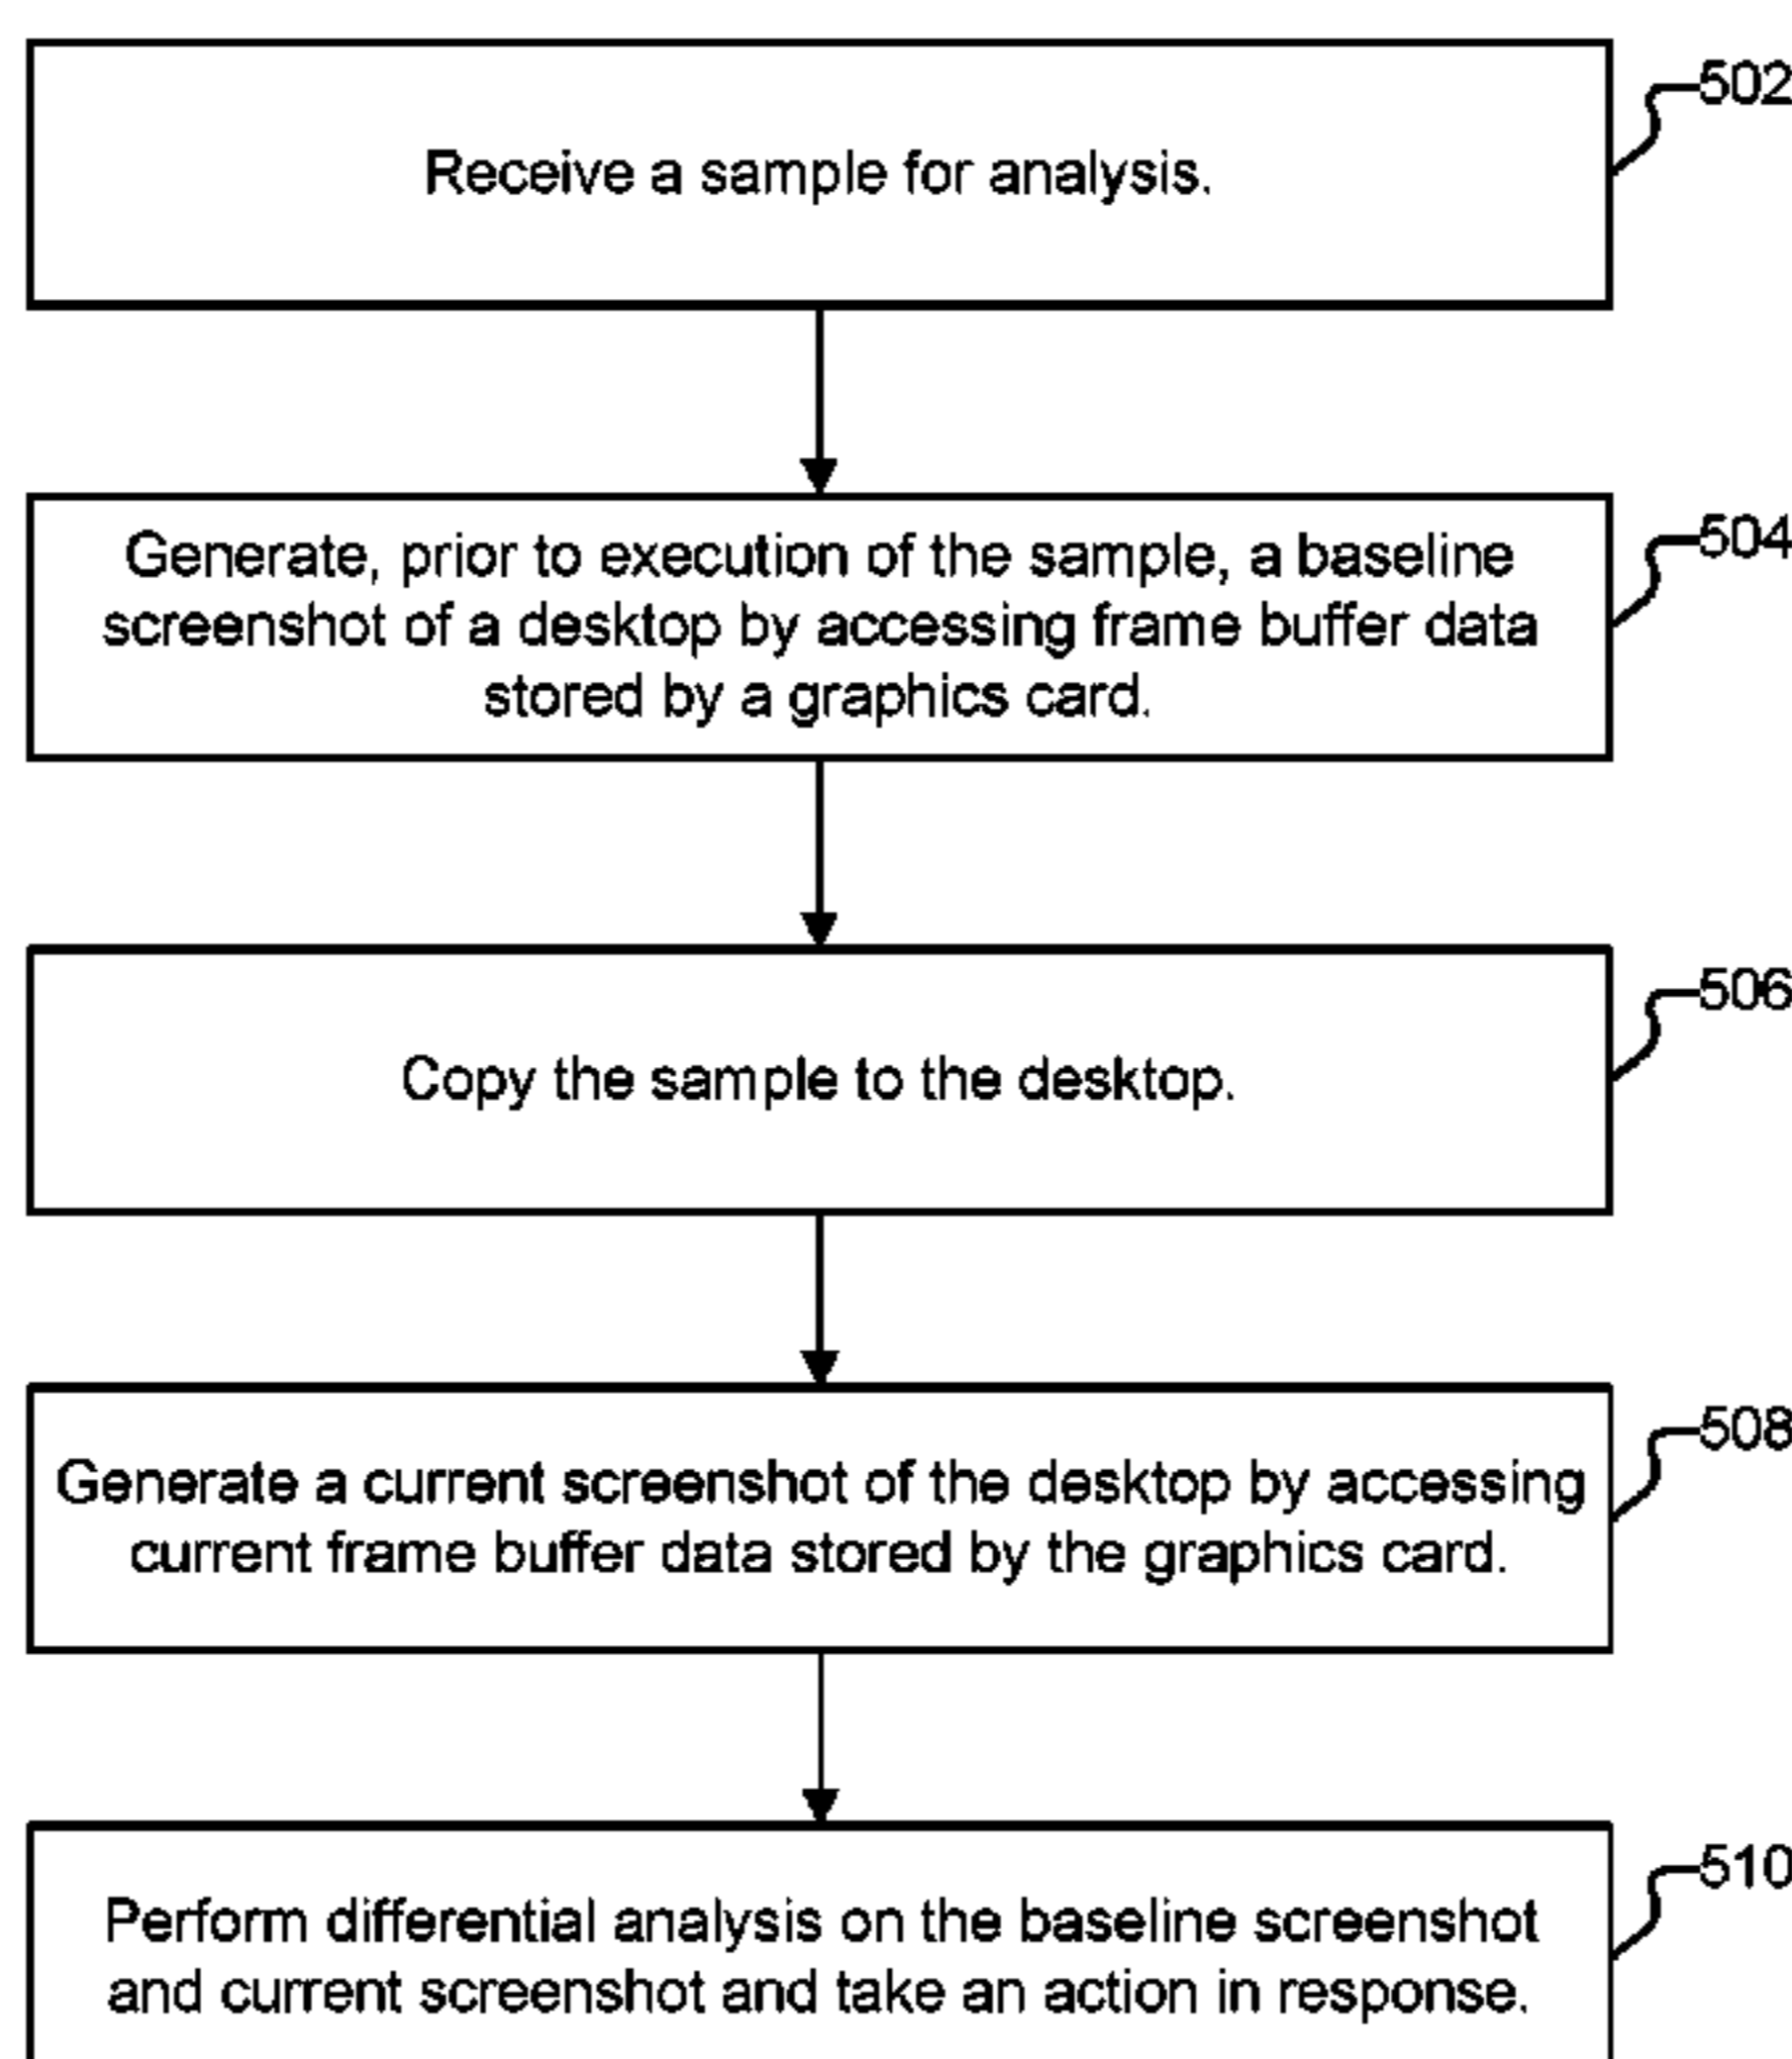 502
Receive a sample for analysis.
504
Generate, prior to execution of the sample, a baseline
screenshot of a desktop by accessing frame buffer data
stored by a graphics card.
506
Copy the sample to the desktop.
508
Generate a current screenshot of the desktop by accessing
current frame buffer data stored by the graphics card.
510
Perform differential analysis on the baseline screenshot
and current screenshot and take an action in response.